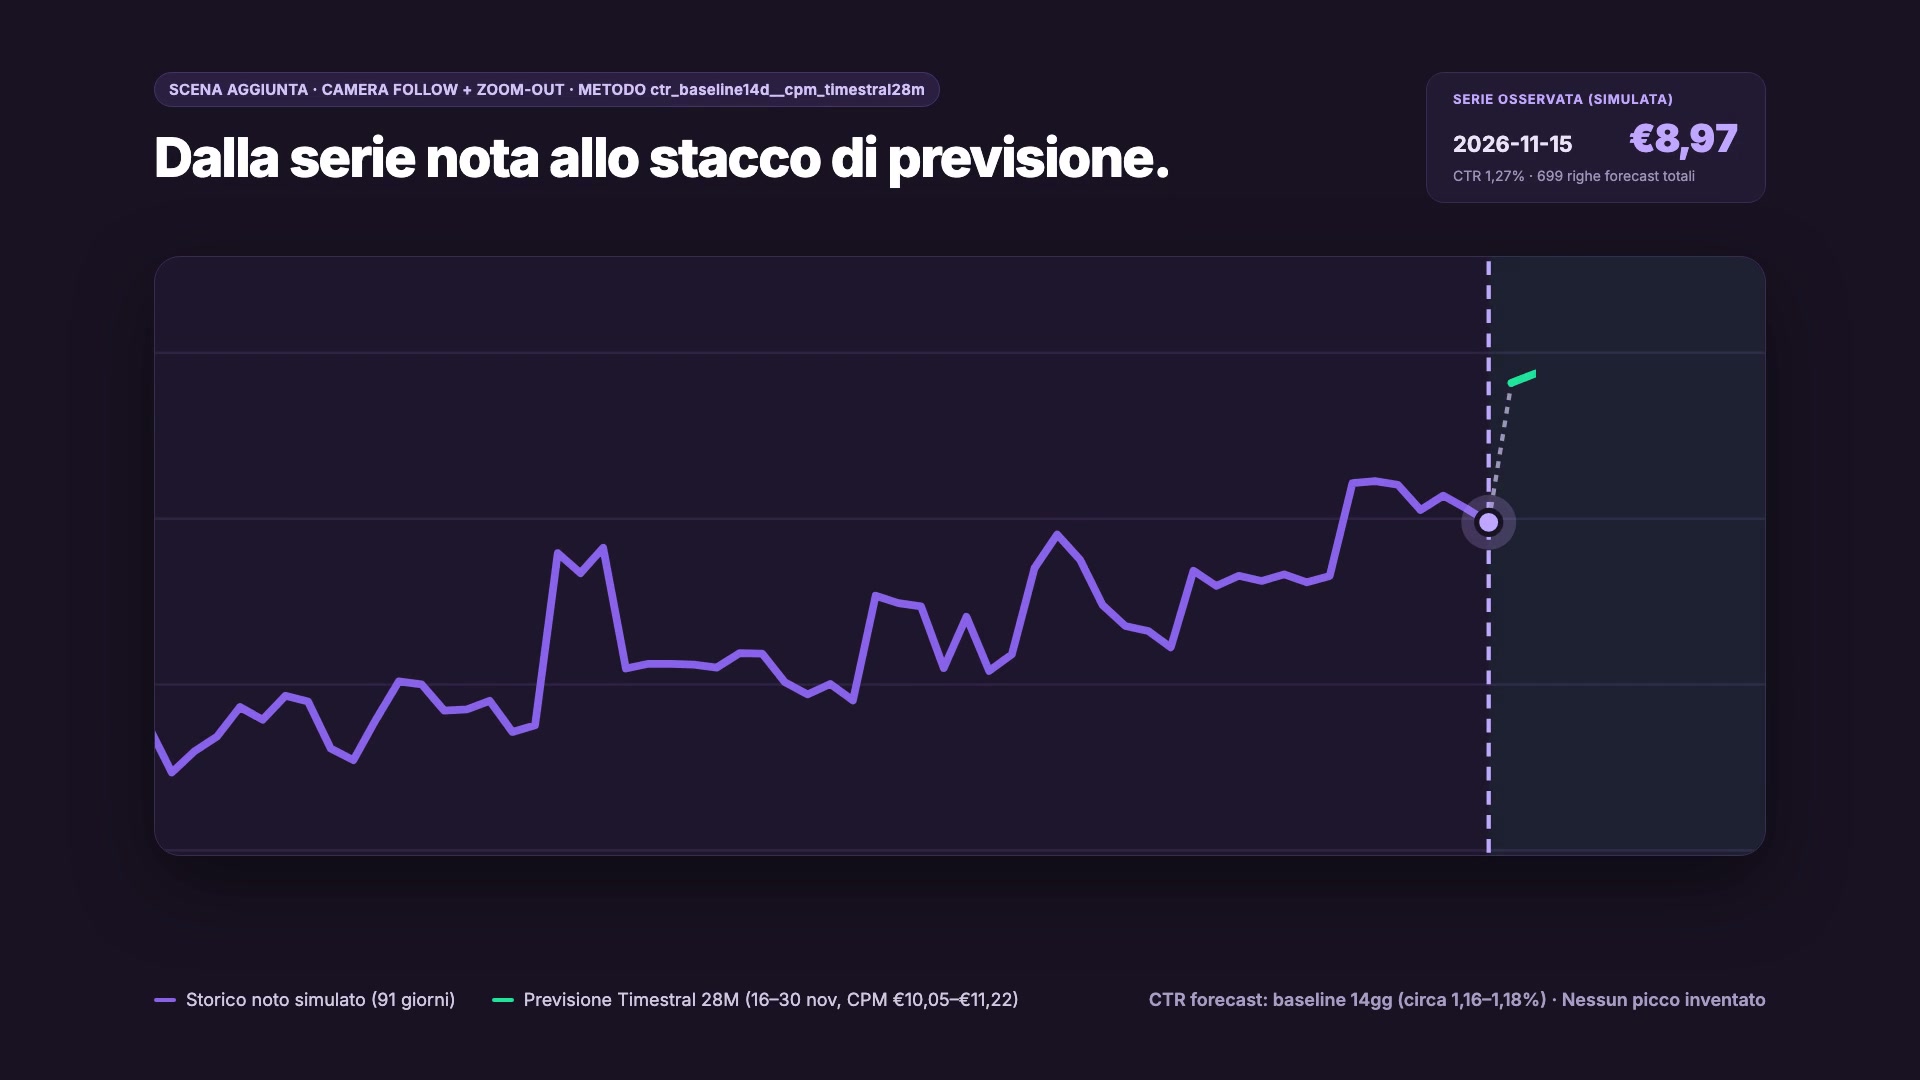 SCENA AGGIUNTA · CAMERA FOLLOW + ZOOM-OUT · METODO ctr_baseline14d__cpm_timestral28m
Dalla serie nota allo stacco di previsione.
SERIE OSSERVATA (SIMULATA)
2026-11-15 €8,97
CTR 1,27% · 699 righe forecast totali
Storico noto simulato (91 giorni)
Previsione Timestral 28M (16–30 nov, CPM €10,05–€11,22)
CTR forecast: baseline 14gg (circa 1,16–1,18%) · Nessun picco inventato